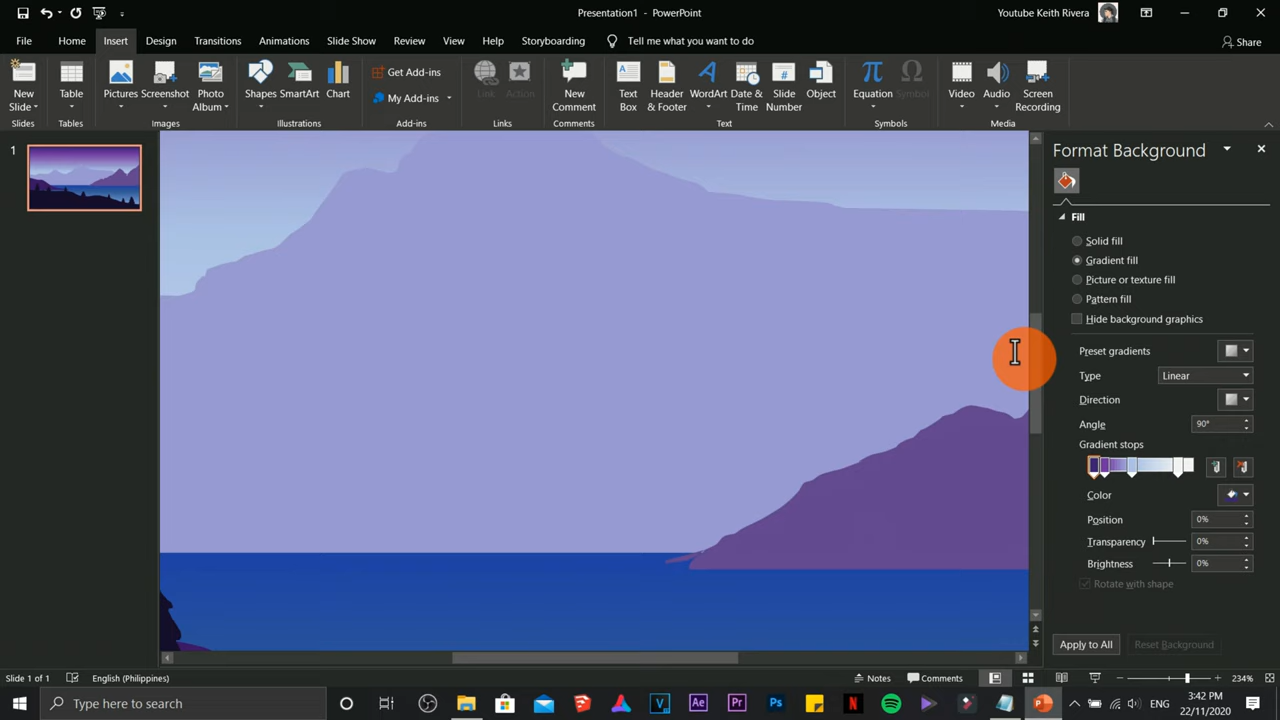 Presentation1 - PowerPoint
Youtube Keith Rivera
File Home Insert Design Transitions Animations Slide Show Review View Help Storyboarding Tell me what you want to do Share
New Slide
Slides
Table
Tables
Pictures
Screenshot
Photo Album
Images
Shapes
SmartArt
Chart
Illustrations
Get Add-ins
My Add-ins
Add-ins
Link
Action
Links
New Comment
Comments
Text Box
Header & Footer
WordArt
Date & Time
Slide Number
Object
Text
Equation
Symbol
Symbols
Video
Audio
Screen Recording
Media
1
Format Background
Fill
Solid fill
Gradient fill
Picture or texture fill
Pattern fill
Hide background graphics
Preset gradients
Type Linear
Direction
Angle 90°
Gradient stops
Color
Position 0%
Transparency 0%
Brightness 0%
Rotate with shape
Apply to All Reset Background
Slide 1 of 1 English (Philippines) Notes Comments 234%
Type here to search
Ae Pr Ps N
ENG
3:42 PM
22/11/2020